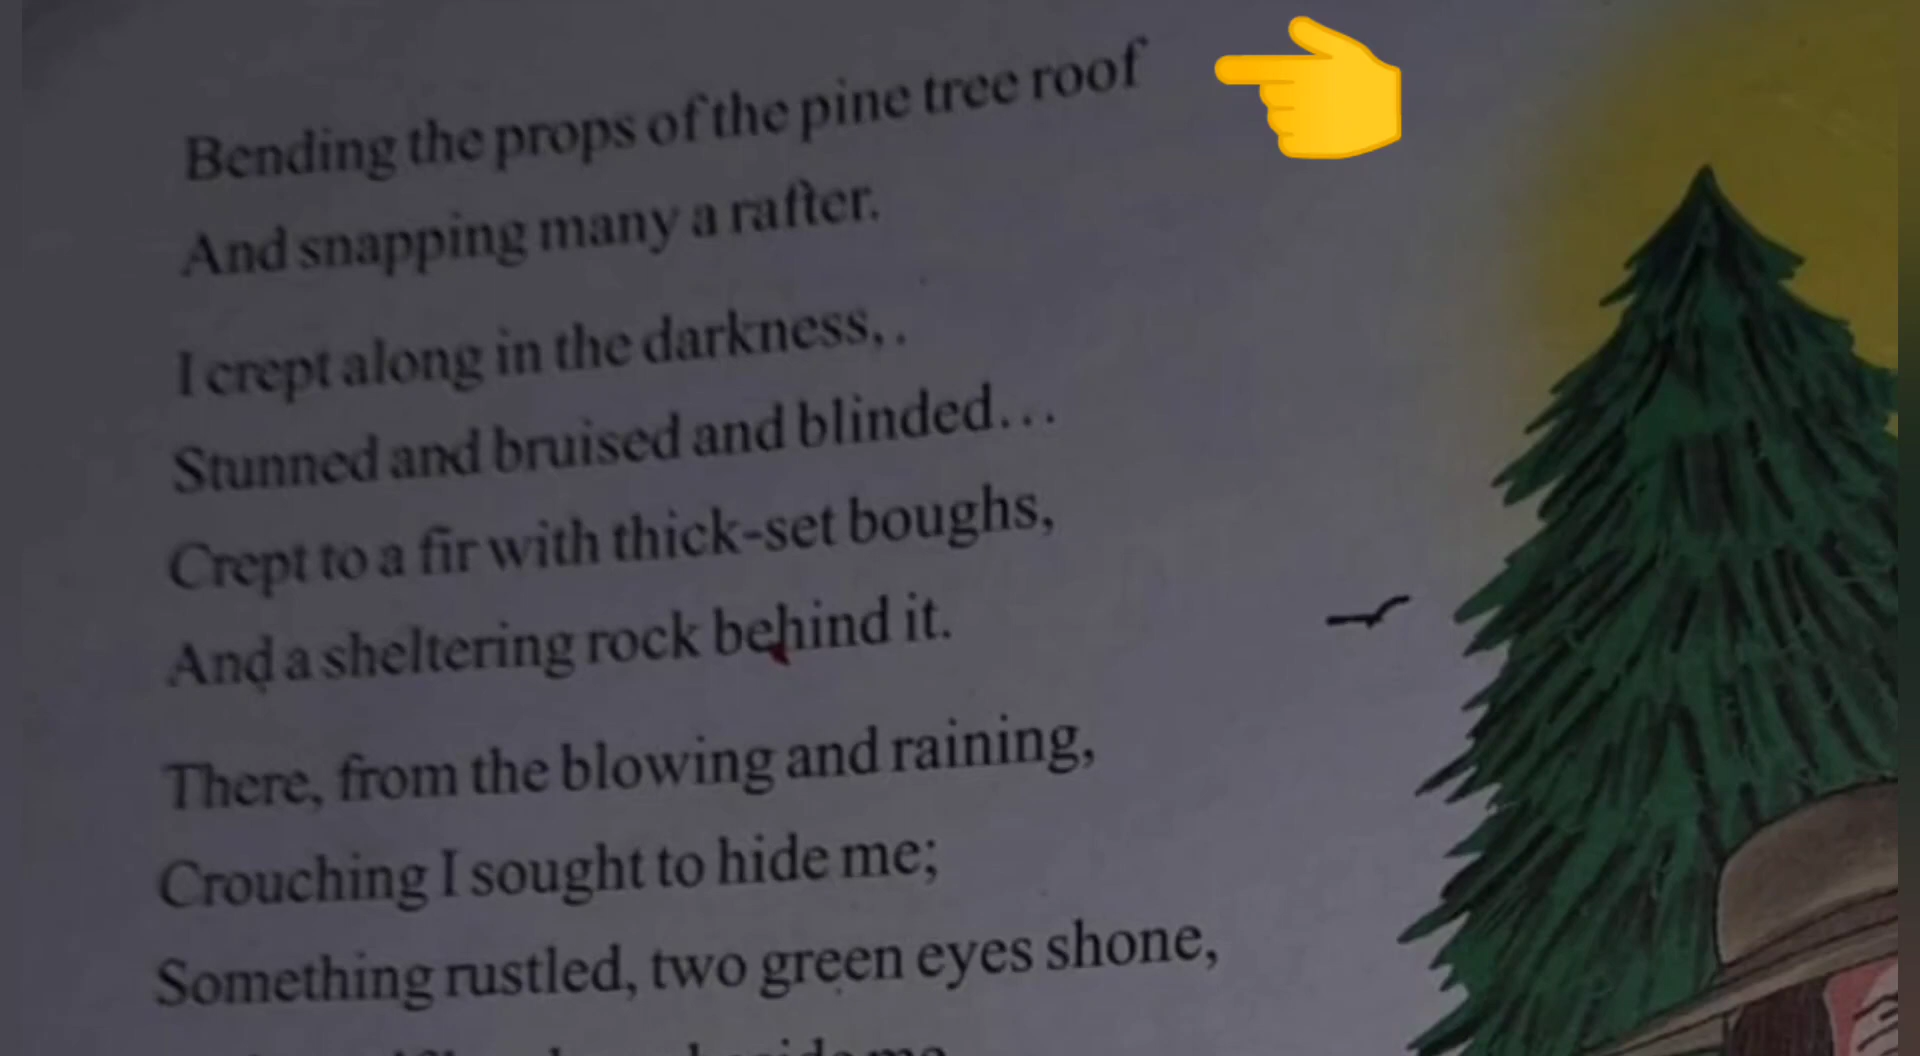 Bending the props of the pine tree roof
And snapping many a rafter.
I crept along in the darkness, .
Stunned and bruised and blinded...
Crept to a fir with thick-set boughs,
And a sheltering rock behind it.
There, from the blowing and raining,
Crouching I sought to hide me;
Something rustled, two green eyes shone,
me